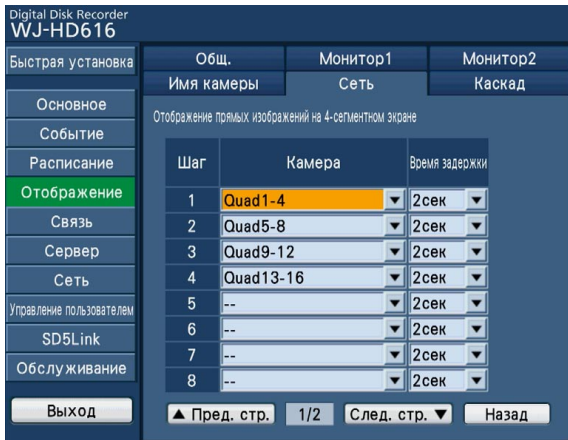 Digital Disk Recorder
WJ-HD616
Быстрая установка
Основное
Событие
Расписание
Отображение
Связь
Сервер
Сеть
Управление пользователем
SD5Link
Обслуживание
Выход
Общ. Монитор1 Монитор2
Имя камеры Сеть Каскад
Отображение прямых изображений на 4-сегментном экране
Шаг Камера Время задержки
1 Quad1-4 2сек
2 Quad5-8 2сек
3 Quad9-12 2сек
4 Quad13-16 2сек
5 -- 2сек
6 -- 2сек
7 -- 2сек
8 -- 2сек
▲ Пред. стр. 1/2 След. стр. ▼ Назад